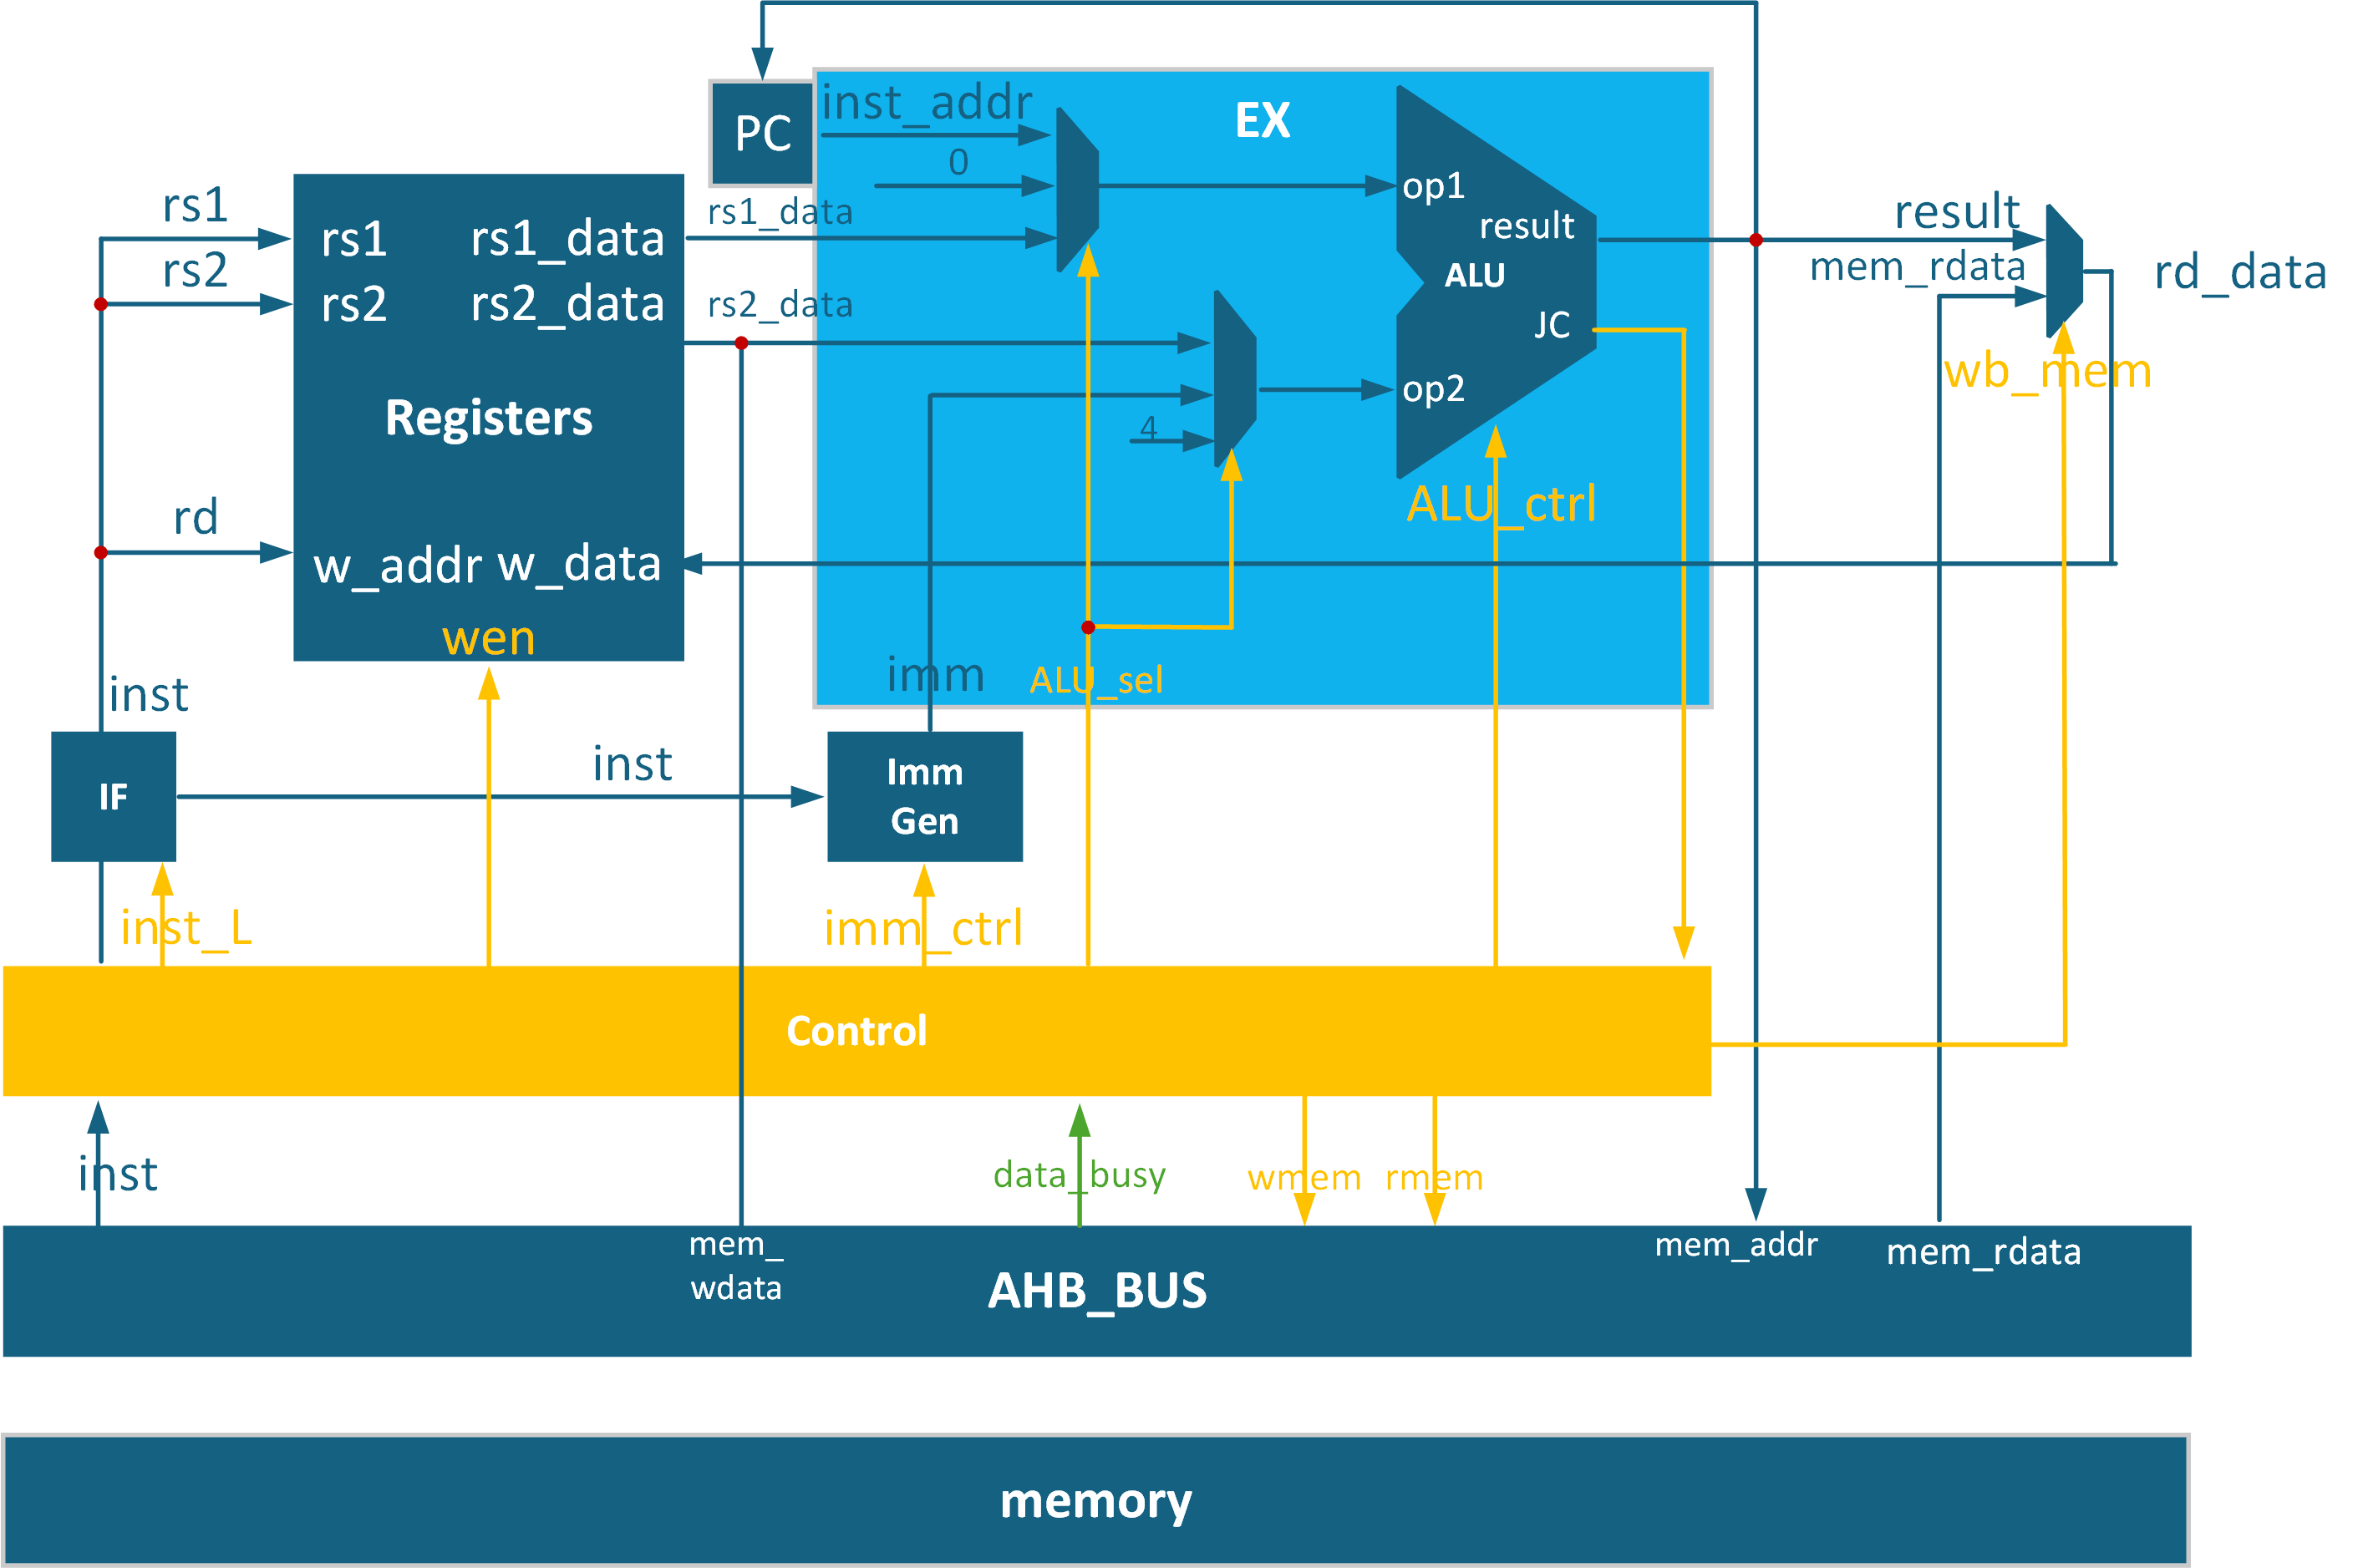 PC
inst_addr
EX
0
op1
rs1
rs1_data
result
result
rs1
rs1_data
ALU
mem_rdata
rd_data
rs2
rs2
rs2_data
rs2_data
JC
wb_mem
Registers
op2
4
ALU_ctrl
rd
w_addr
w_data
wen
imm
ALU_sel
inst
inst
IF
Imm
Gen
inst_L
imm_ctrl
Control
inst
data_busy
wmem
rmem
mem_
wdata
mem_addr
mem_rdata
AHB_BUS
memory